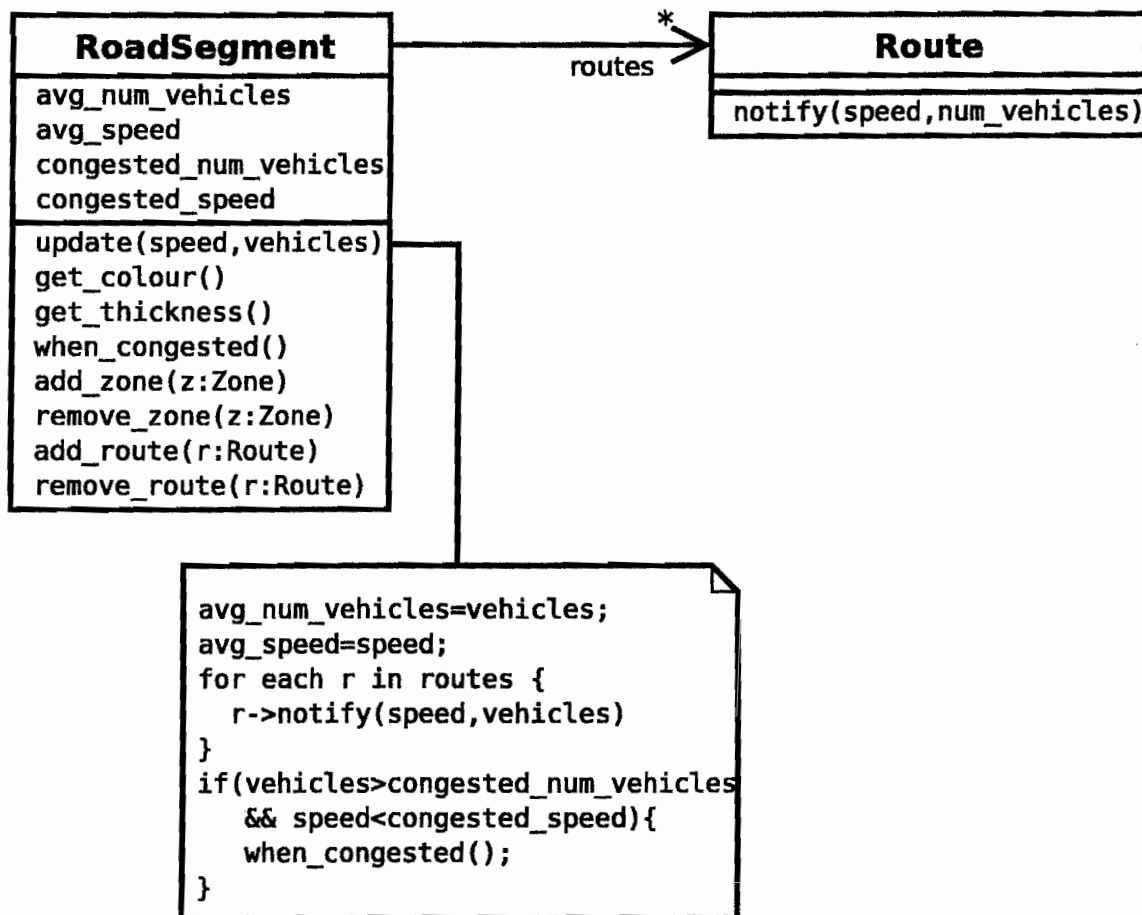 RoadSegment
avg_num_vehicles
avg_speed
congested_num_vehicles
congested_speed
update(speed,vehicles)
get_colour()
get_thickness()
when_congested()
add_zone(z:Zone)
remove_zone(z:Zone)
add_route(r:Route)
remove_route(r:Route)
*
routes
Route
notify(speed,num_vehicles)
avg_num_vehicles=vehicles;
avg_speed=speed;
for each r in routes {
r->notify(speed,vehicles)
}
if(vehicles>congested_num_vehicles
&& speed<congested_speed){
when_congested();
}